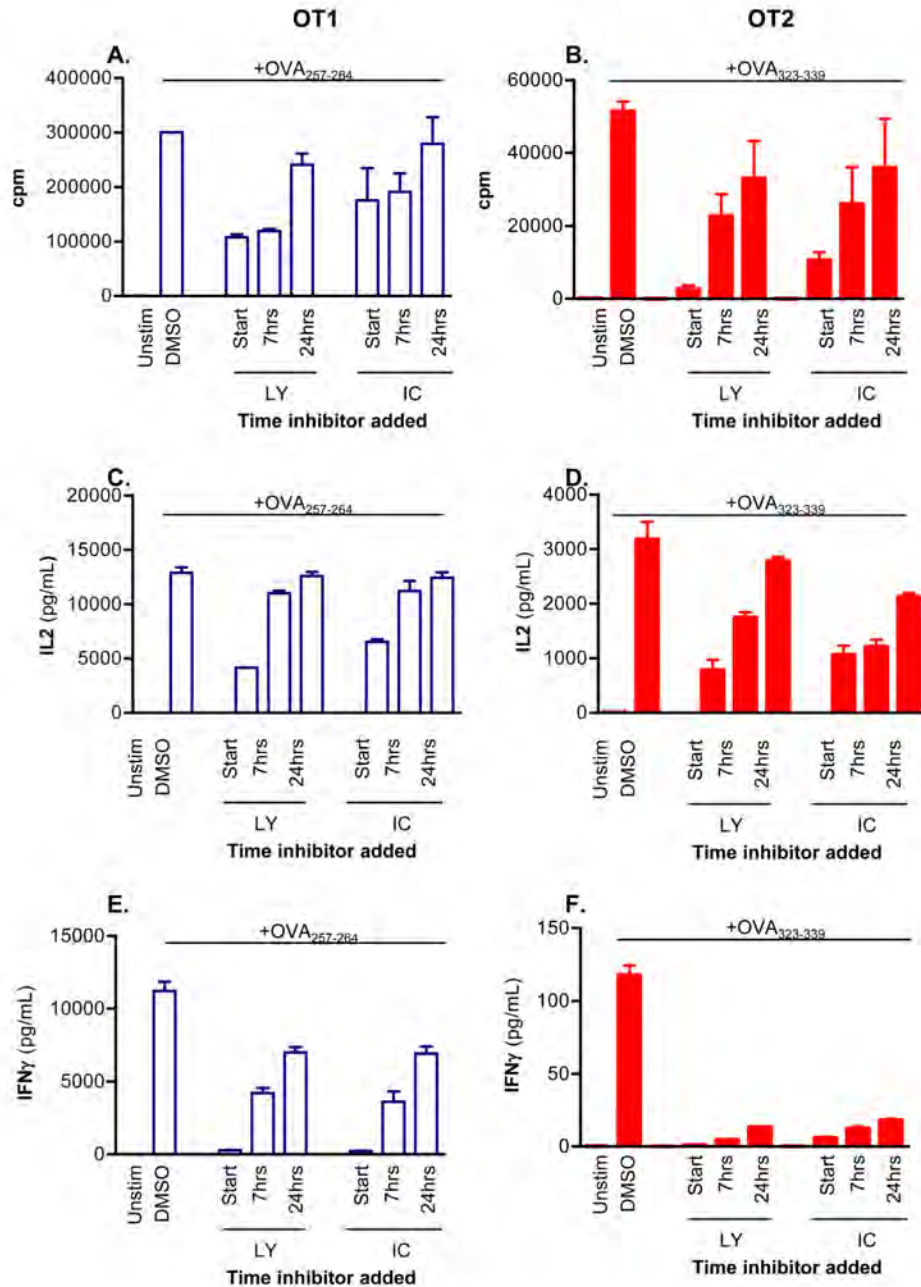 OT1
OT2
A.
+OVA257-264
400000
300000
200000
100000
0
cpm
Unstim
DMSO
Start
7hrs
24hrs
Start
7hrs
24hrs
LY
IC
Time inhibitor added
B.
+OVA323-339
60000
40000
20000
0
cpm
Unstim
DMSO
Start
7hrs
24hrs
Start
7hrs
24hrs
LY
IC
Time inhibitor added
C.
+OVA257-264
20000
15000
10000
5000
0
IL2 (pg/mL)
Unstim
DMSO
Start
7hrs
24hrs
Start
7hrs
24hrs
LY
IC
Time inhibitor added
D.
+OVA323-339
4000
3000
2000
1000
0
IL2 (pg/mL)
Unstim
DMSO
Start
7hrs
24hrs
Start
7hrs
24hrs
LY
IC
Time inhibitor added
E.
+OVA257-264
15000
10000
5000
0
IFNγ (pg/mL)
Unstim
DMSO
Start
7hrs
24hrs
Start
7hrs
24hrs
LY
IC
Time inhibitor added
F.
+OVA323-339
150
100
50
0
IFNγ (pg/mL)
Unstim
DMSO
Start
7hrs
24hrs
Start
7hrs
24hrs
LY
IC
Time inhibitor added